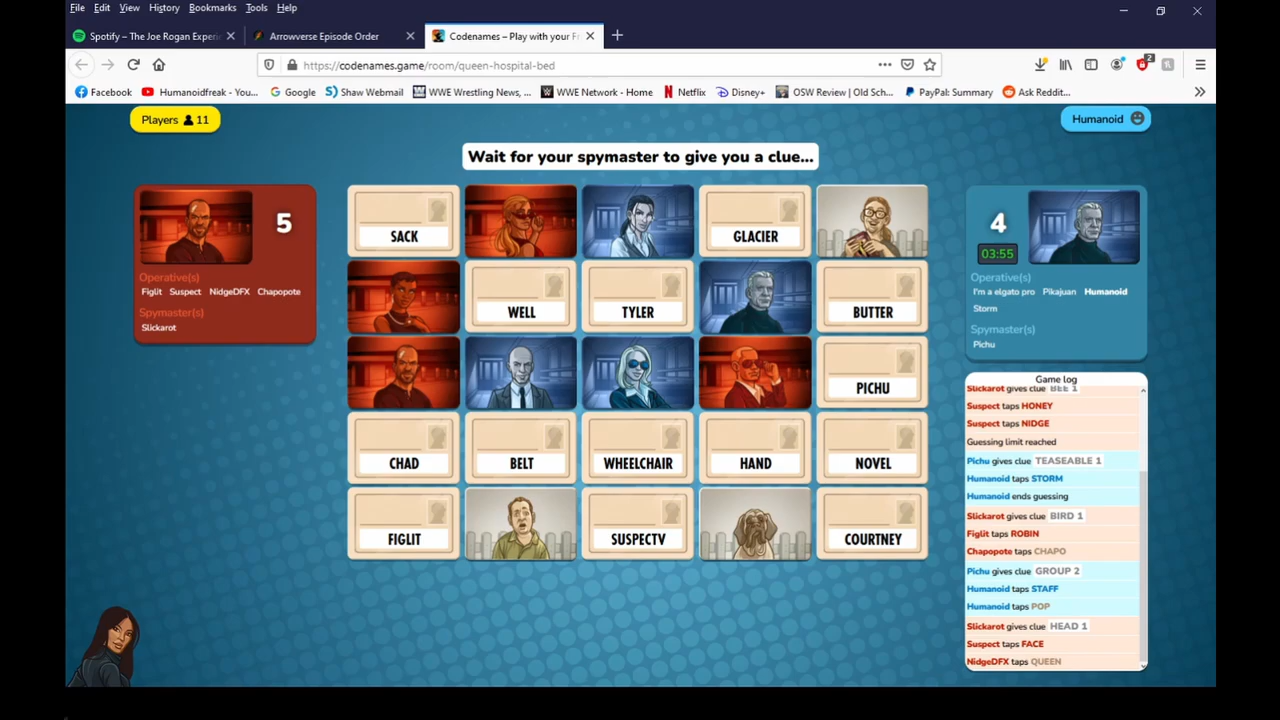 File Edit View History Bookmarks Tools Help
Spotify – The Joe Rogan Experi
Arrowverse Episode Order
Codenames – Play with your Fr
https://codenames.game/room/queen-hospital-bed
2
Facebook
Humanoidfreak - You...
Google
Shaw Webmail
WWE Wrestling News, ...
WWE Network - Home
Netflix
Disney+
OSW Review | Old Sch...
PayPal: Summary
Ask Reddit...
Players 11
Humanoid
Wait for your spymaster to give you a clue...
5
Operative(s)
Figlit Suspect NidgeDFX Chapopote
Spymaster(s)
Slickarot
SACK
GLACIER
WELL
TYLER
BUTTER
PICHU
CHAD
BELT
WHEELCHAIR
HAND
NOVEL
FIGLIT
SUSPECTV
COURTNEY
4
03:55
Operative(s)
I'm a elgato pro Pikajuan Humanoid
Storm
Spymaster(s)
Pichu
Game log
Slickarot gives clue BEE 1
Suspect taps HONEY
Suspect taps NIDGE
Guessing limit reached
Pichu gives clue TEASEABLE 1
Humanoid taps STORM
Humanoid ends guessing
Slickarot gives clue BIRD 1
Figlit taps ROBIN
Chapopote taps CHAPO
Pichu gives clue GROUP 2
Humanoid taps STAFF
Humanoid taps POP
Slickarot gives clue HEAD 1
Suspect taps FACE
NidgeDFX taps QUEEN